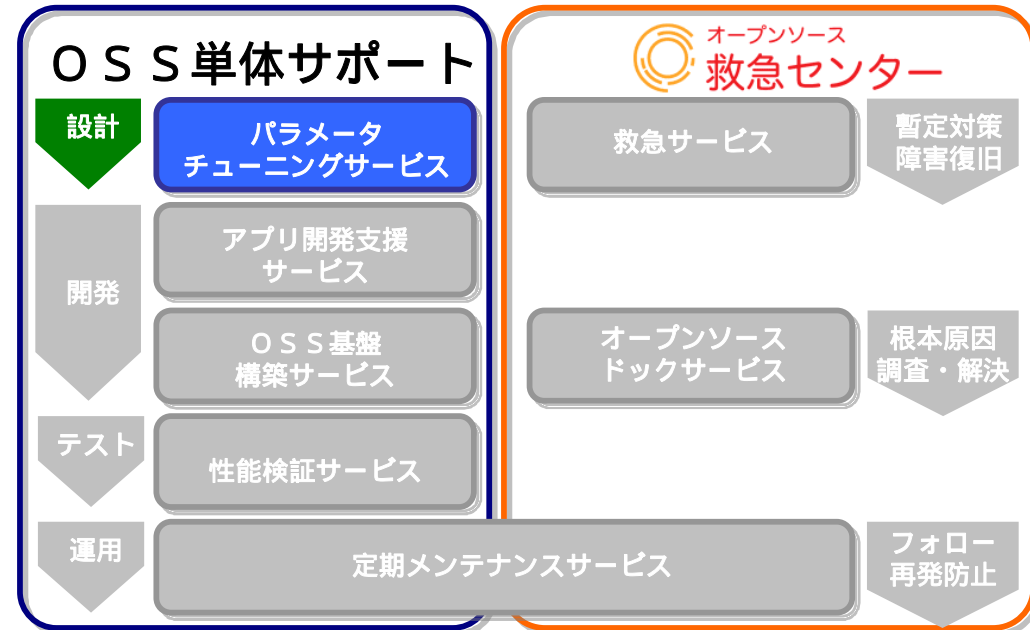 ＯＳＳ単体サポート
設計
パラメータ
チューニングサービス
開発
アプリ開発支援
サービス
ＯＳＳ基盤
構築サービス
テスト
性能検証サービス
運用
定期メンテナンスサービス
オープンソース
救急センター
救急サービス
暫定対策
障害復旧
オープンソース
ドックサービス
根本原因
調査・解決
フォロー
再発防止